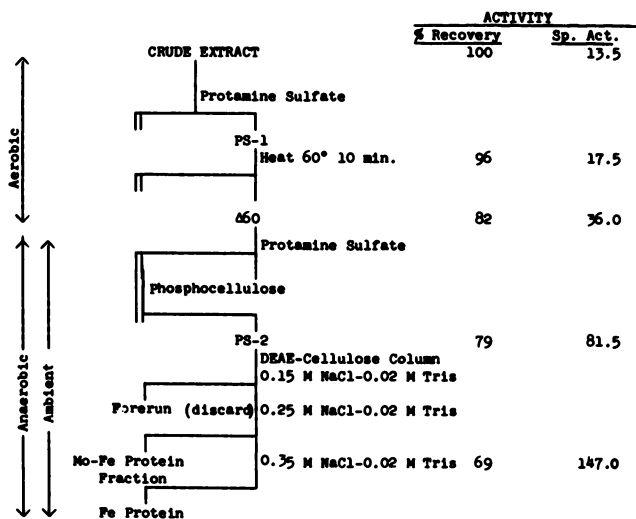 ACTIVITY
% Recovery Sp. Act.
CRUDE EXTRACT 100 13.5
Protamine Sulfate
PS-1
Heat 60° 10 min. 96 17.5
Δ60 82 36.0
Protamine Sulfate
Phosphocellulose
PS-2 79 81.5
DEAE-Cellulose Column
0.15 M NaCl-0.02 M Tris
Forerun (discard) 0.25 M NaCl-0.02 M Tris
Mo-Fe Protein 0.35 M NaCl-0.02 M Tris 69 147.0
Fraction
Fe Protein
Aerobic
Anaerobic
Ambient